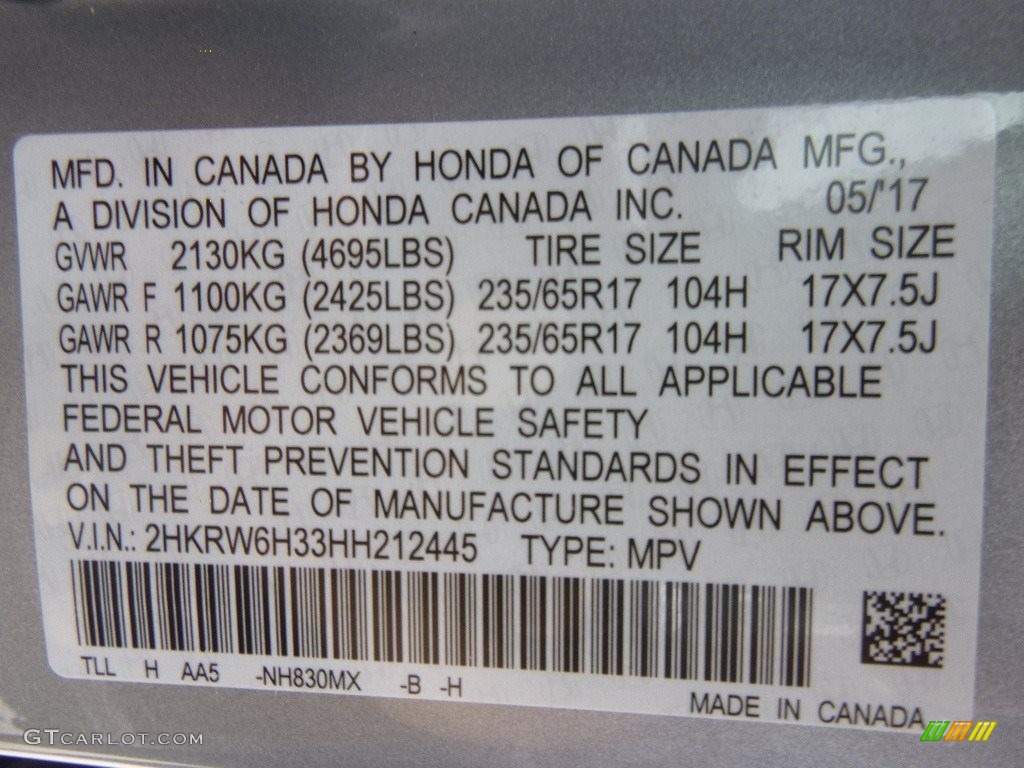 MFD. IN CANADA BY HONDA OF CANADA MFG.,
A DIVISION OF HONDA CANADA INC. 05/'17
GVWR 2130KG (4695LBS) TIRE SIZE RIM SIZE
GAWR F 1100KG (2425LBS) 235/65R17 104H 17X7.5J
GAWR R 1075KG (2369LBS) 235/65R17 104H 17X7.5J
THIS VEHICLE CONFORMS TO ALL APPLICABLE
FEDERAL MOTOR VEHICLE SAFETY
AND THEFT PREVENTION STANDARDS IN EFFECT
ON THE DATE OF MANUFACTURE SHOWN ABOVE.
V.I.N.: 2HKRW6H33HH212445 TYPE: MPV
TLL H AA5 -NH830MX -B -H
MADE IN CANADA
GTCARLOT.COM